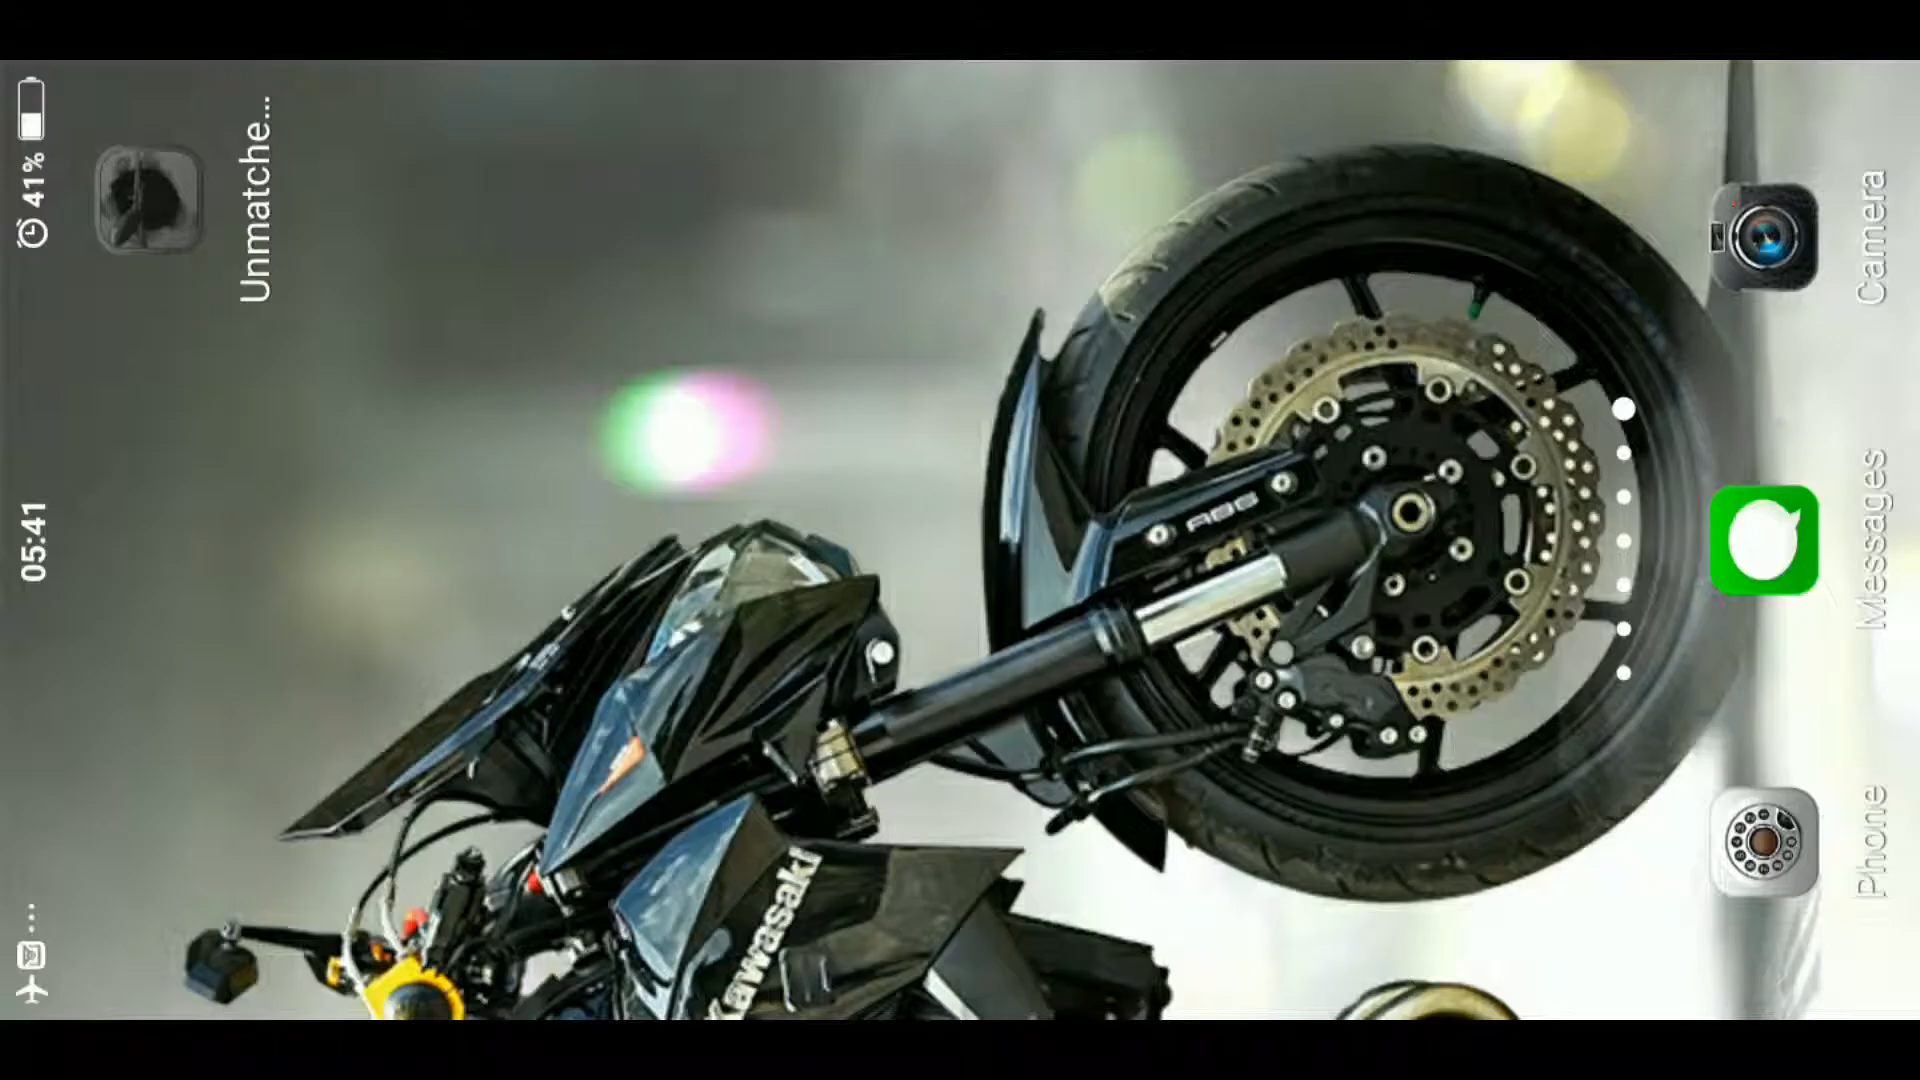 05:41
41%
Unmatche...
ABS
Kawasaki
Phone
Messages
Camera